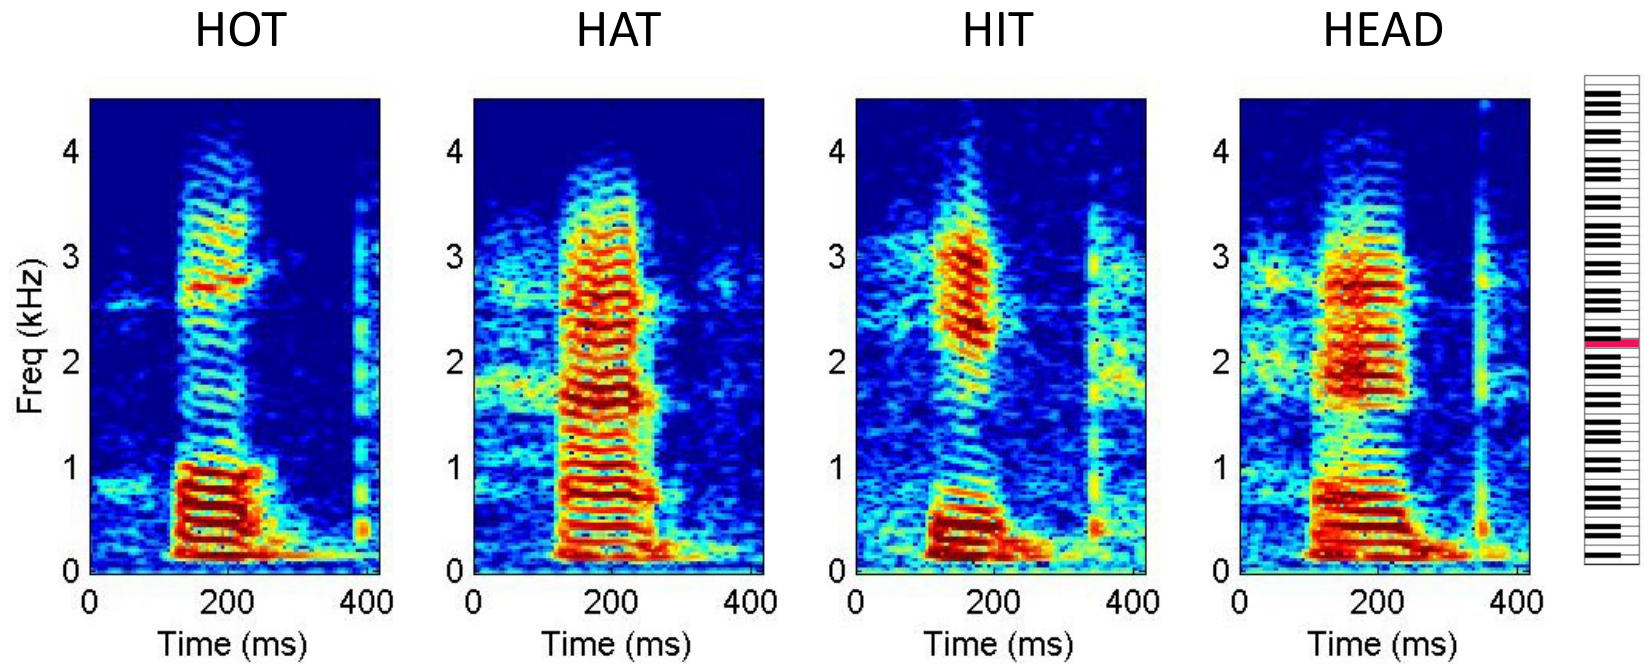 HOT HAT HIT HEAD
4 4 4 4
3 3 3 3
2 2 2 2
1 1 1 1
0 0 0 0
Freq (kHz)
0 200 400 0 200 400 0 200 400 0 200 400
Time (ms) Time (ms) Time (ms) Time (ms)